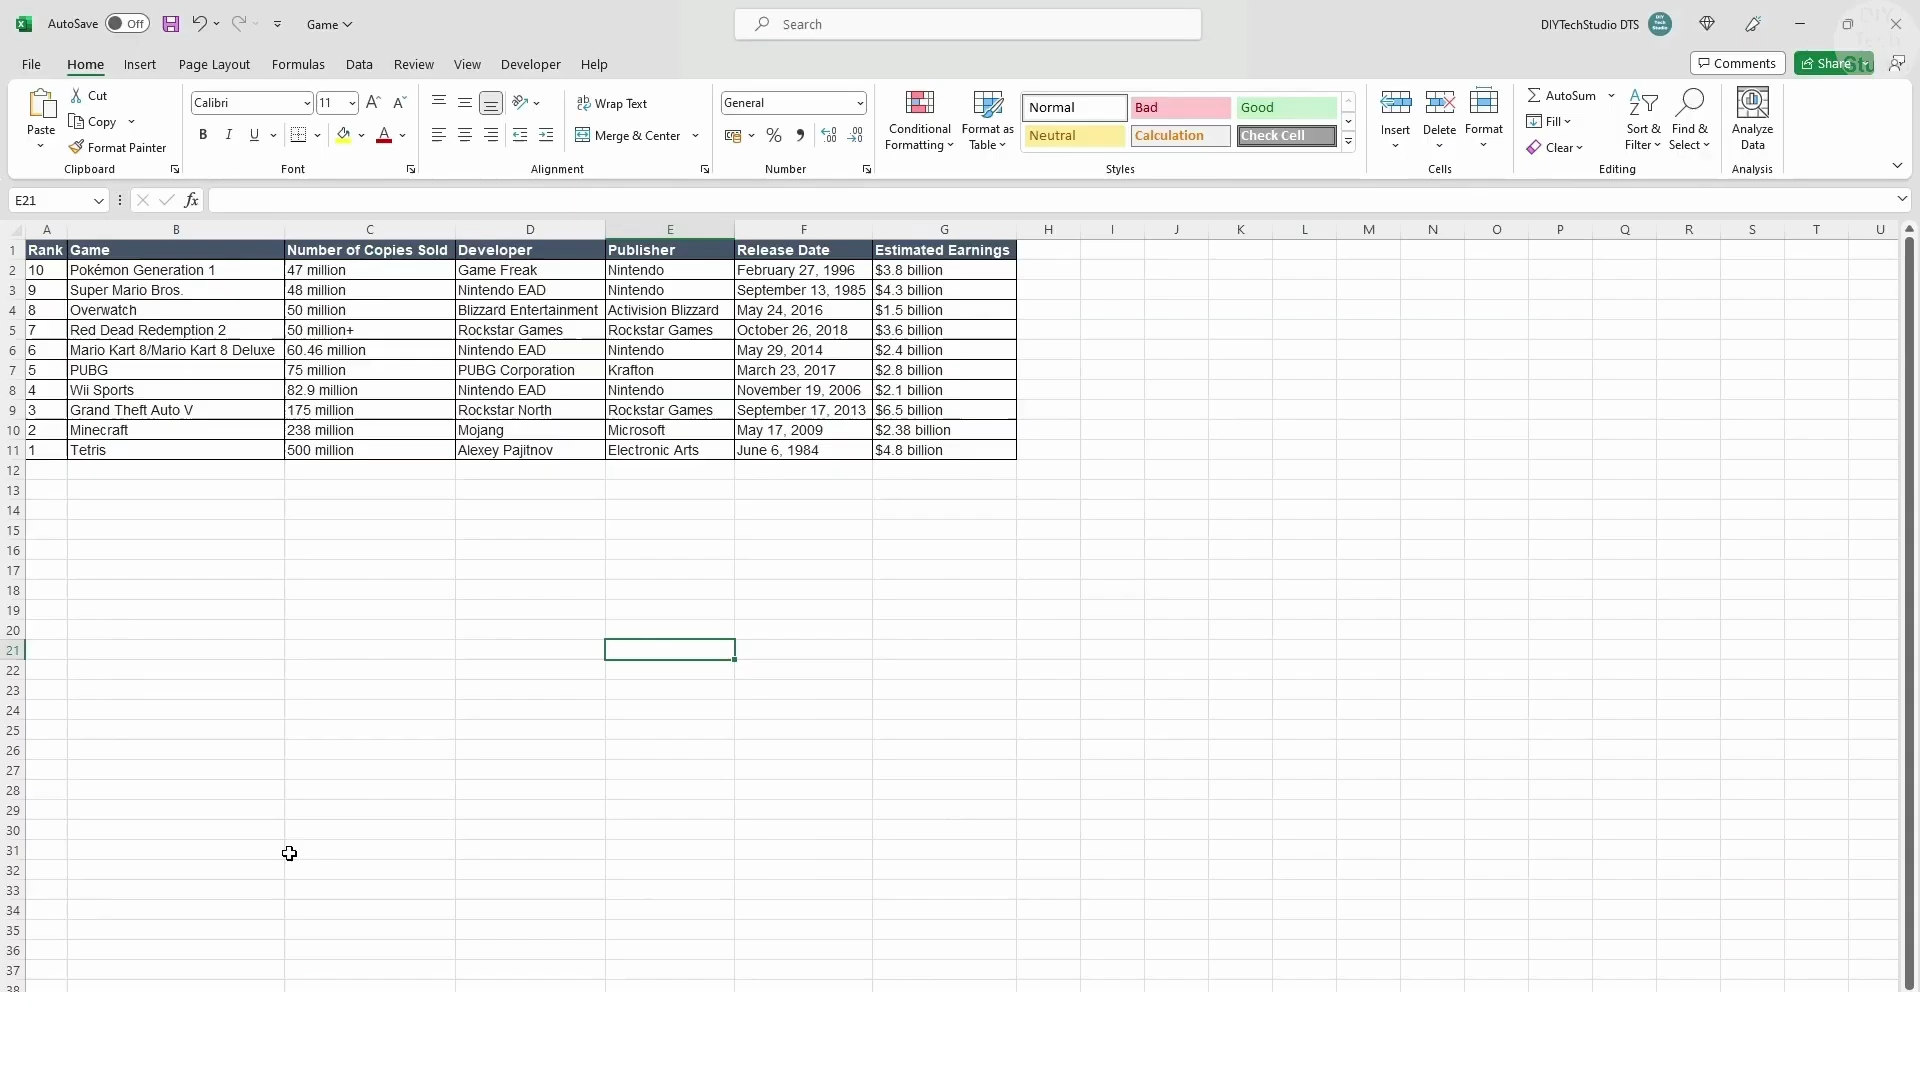 AutoSave Off Game Search DIYTechStudio DTS
File Home Insert Page Layout Formulas Data Review View Developer Help Comments Share
Paste Cut Copy Format Painter Clipboard
Calibri 11 B I U Font
Wrap Text Merge & Center Alignment
General % Number
Conditional Formatting Format as Table
Normal Bad Good
Neutral Calculation Check Cell
Styles
Insert Delete Format Cells
AutoSum Fill Clear Sort & Filter Find & Select Editing
Analyze Data Analysis
E21 fx
A B C D E F G H I J K L M N O P Q R S T U
1 Rank Game Number of Copies Sold Developer Publisher Release Date Estimated Earnings
2 10 Pokémon Generation 1 47 million Game Freak Nintendo February 27, 1996 $3.8 billion
3 9 Super Mario Bros. 48 million Nintendo EAD Nintendo September 13, 1985 $4.3 billion
4 8 Overwatch 50 million Blizzard Entertainment Activision Blizzard May 24, 2016 $1.5 billion
5 7 Red Dead Redemption 2 50 million+ Rockstar Games Rockstar Games October 26, 2018 $3.6 billion
6 6 Mario Kart 8/Mario Kart 8 Deluxe 60.46 million Nintendo EAD Nintendo May 29, 2014 $2.4 billion
7 5 PUBG 75 million PUBG Corporation Krafton March 23, 2017 $2.8 billion
8 4 Wii Sports 82.9 million Nintendo EAD Nintendo November 19, 2006 $2.1 billion
9 3 Grand Theft Auto V 175 million Rockstar North Rockstar Games September 17, 2013 $6.5 billion
10 2 Minecraft 238 million Mojang Microsoft May 17, 2009 $2.38 billion
11 1 Tetris 500 million Alexey Pajitnov Electronic Arts June 6, 1984 $4.8 billion
12
13
14
15
16
17
18
19
20
21
22
23
24
25
26
27
28
29
30
31
32
33
34
35
36
37
38